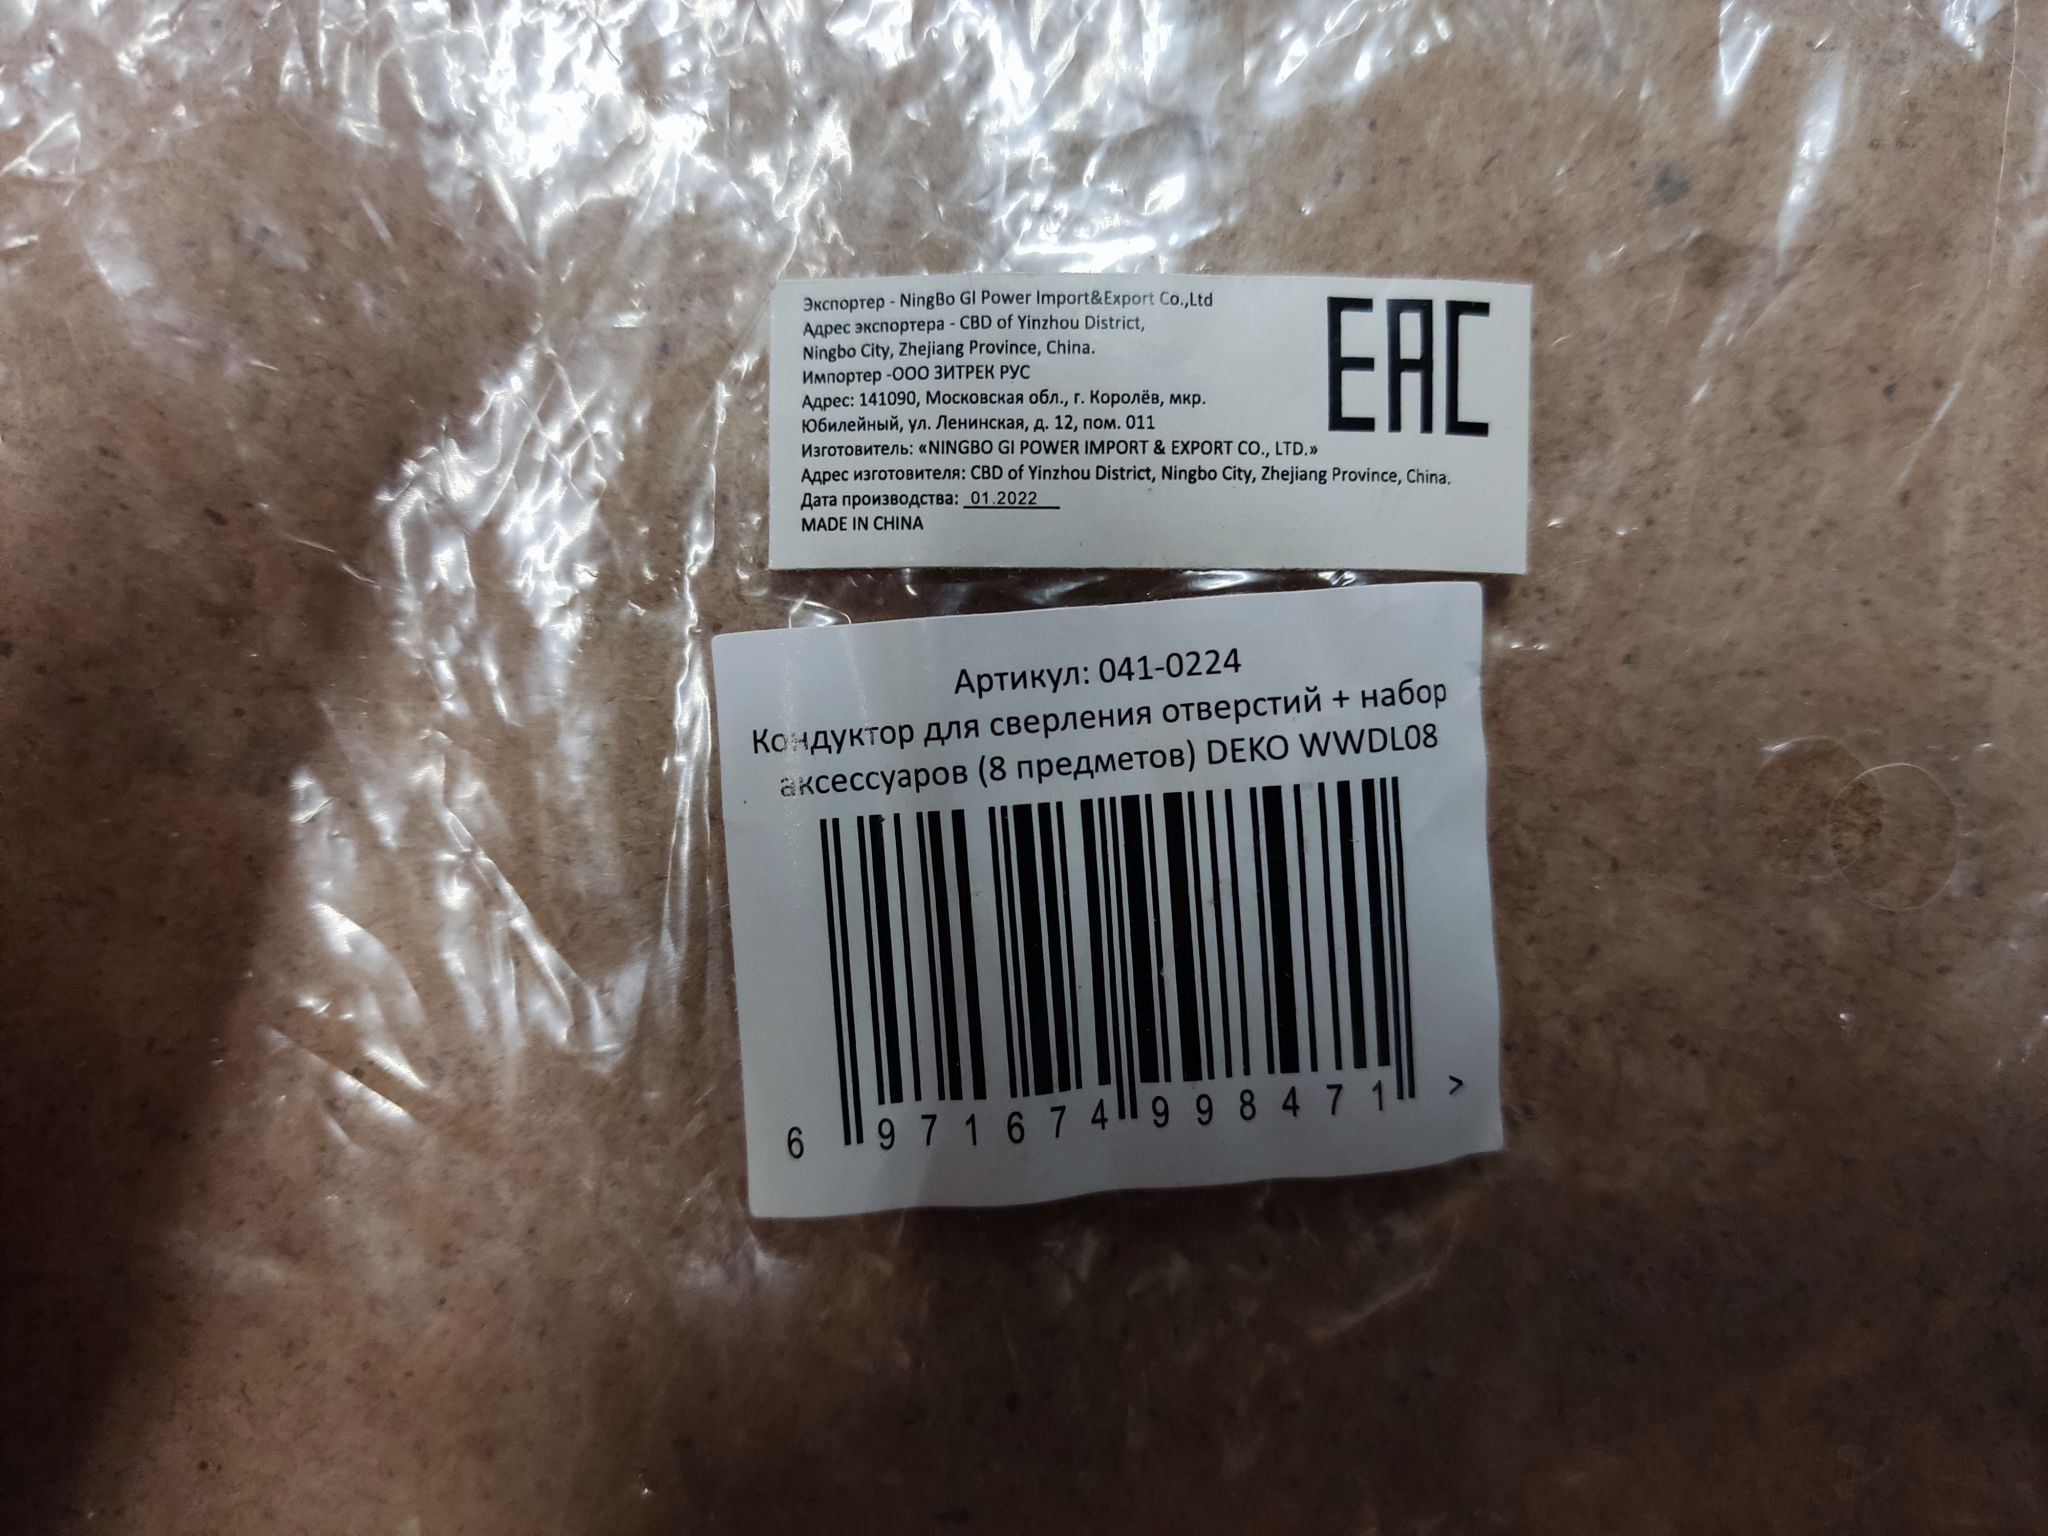 Экспортер - NingBo GI Power Import&Export Co.,Ltd
Адрес экспортера - CBD of Yinzhou District,
Ningbo City, Zhejiang Province, China.
Импортер -ООО ЗИТРЕК РУС
Адрес: 141090, Московская обл., г. Королёв, мкр.
Юбилейный, ул. Ленинская, д. 12, пом. 011
Изготовитель: «NINGBO GI POWER IMPORT & EXPORT CO., LTD.»
Адрес изготовителя: CBD of Yinzhou District, Ningbo City, Zhejiang Province, China.
Дата производства: 01.2022
MADE IN CHINA
EAC
Артикул: 041-0224
Кондуктор для сверления отверстий + набор
аксессуаров (8 предметов) DEKO WWDL08
6 971674 998471 >